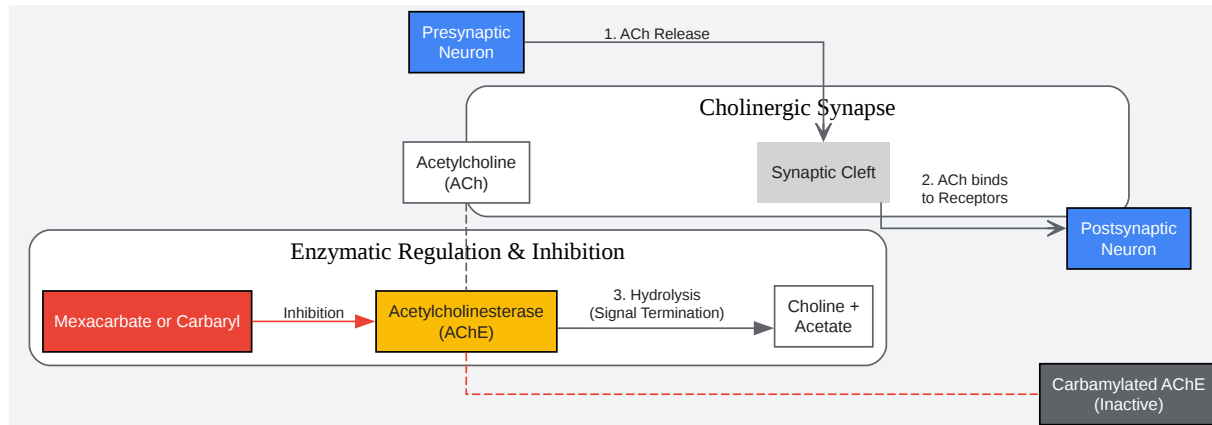 Presynaptic
Neuron
1. ACh Release
Cholinergic Synapse
Acetylcholine
(ACh)
Synaptic Cleft
2. ACh binds
to Receptors
Postsynaptic
Neuron
Enzymatic Regulation & Inhibition
Mexacarbate or Carbaryl
Inhibition
Acetylcholinesterase
(AChE)
3. Hydrolysis
(Signal Termination)
Choline +
Acetate
Carbamylated AChE
(Inactive)